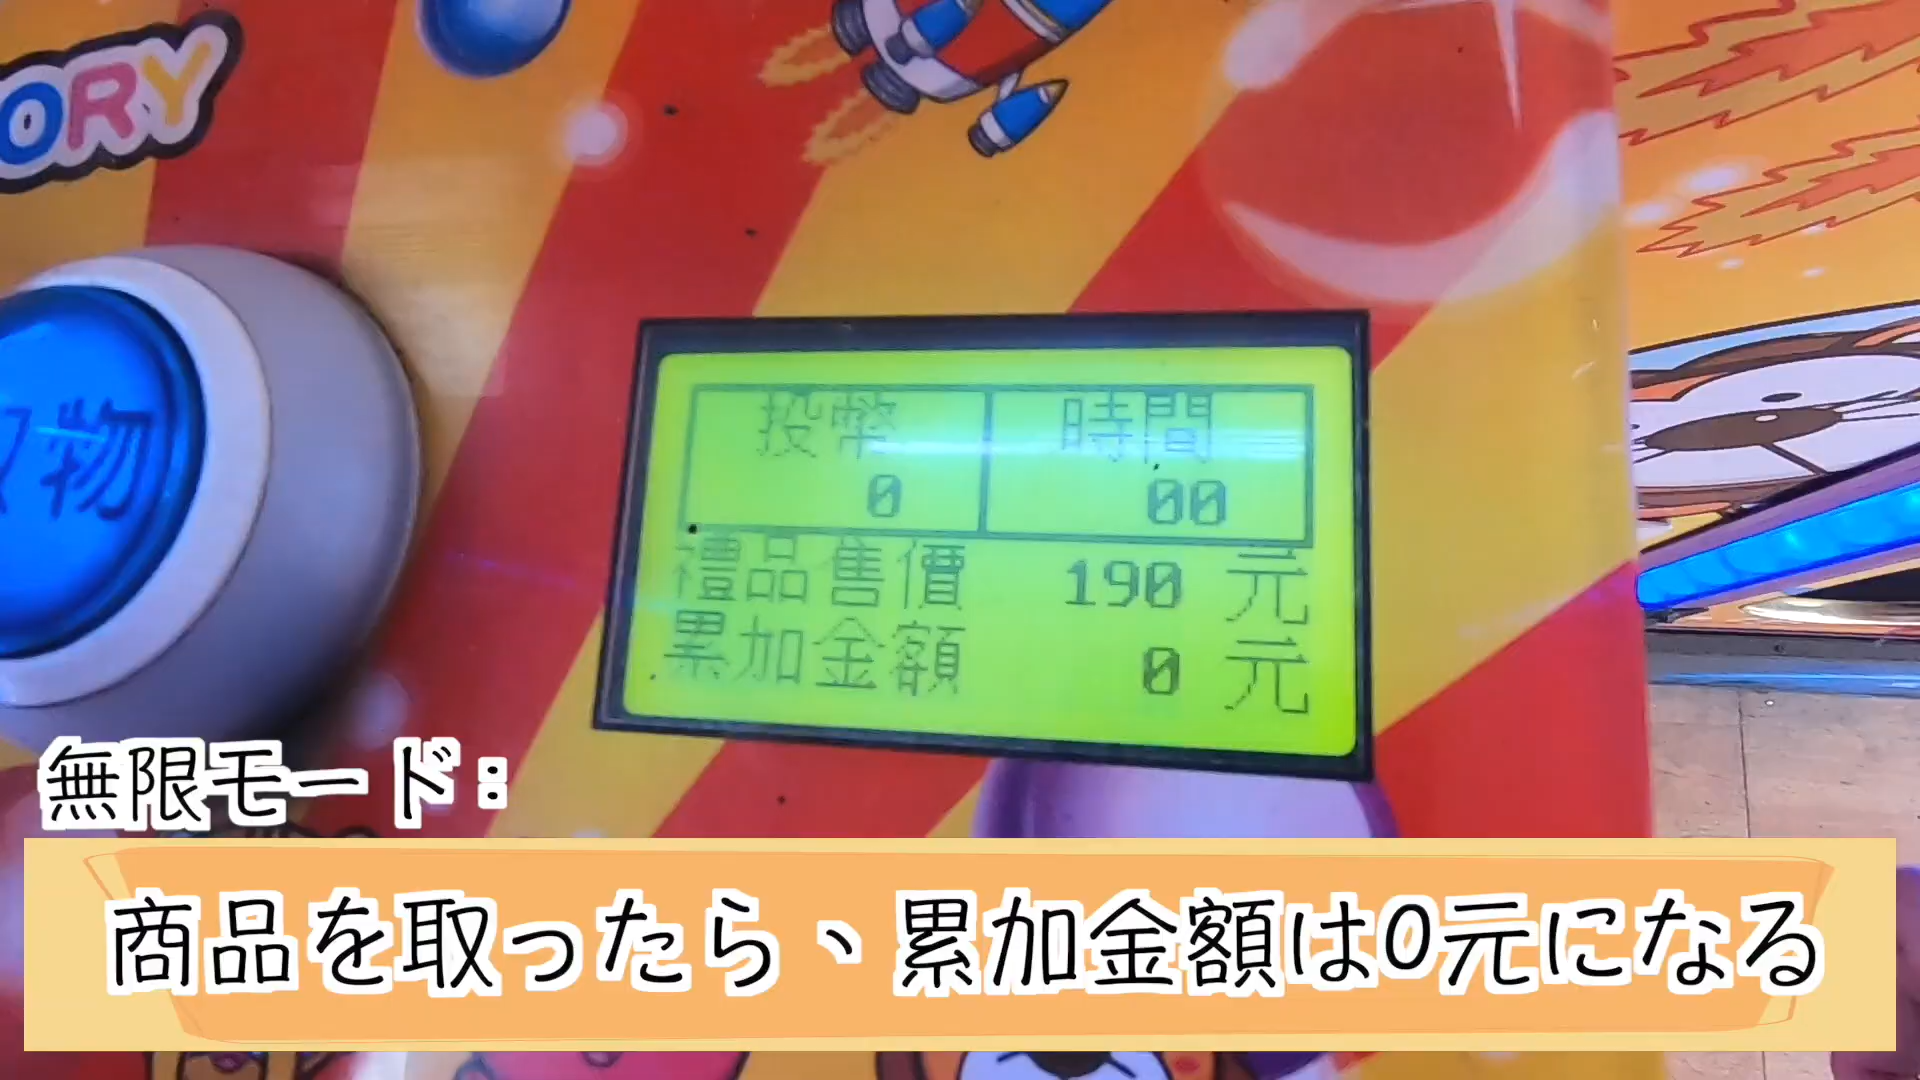 ORY
取物
投幣 時間
0 00
禮品售價 190 元
累加金額 0 元
無限モード:
商品を取ったら、累加金額は0元になる